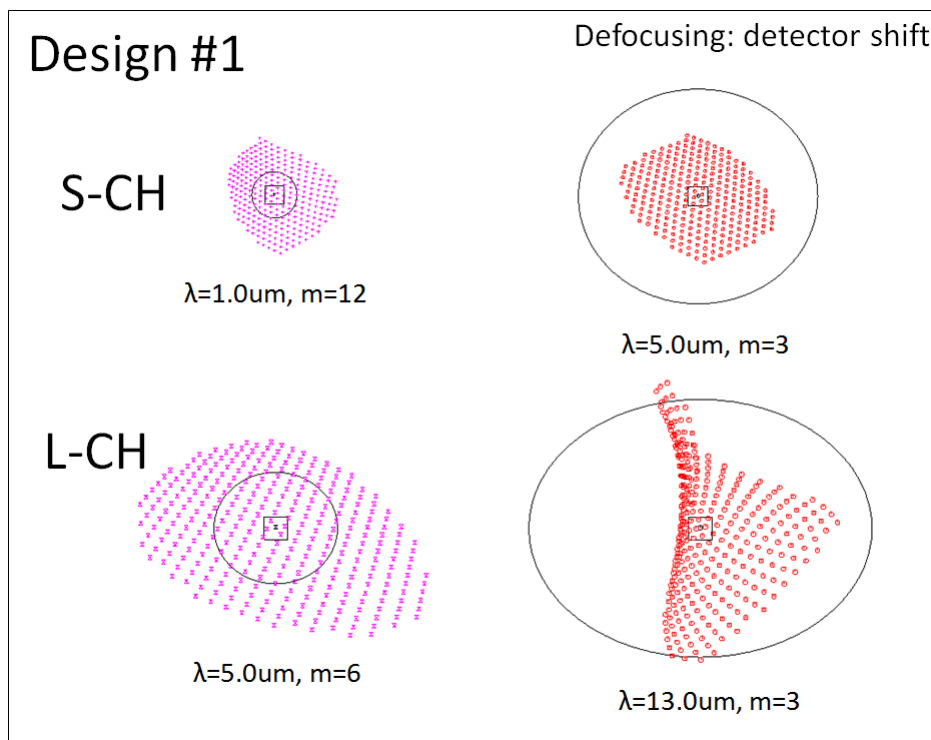 Design #1
Defocusing: detector shift
S-CH
λ=1.0um, m=12
λ=5.0um, m=3
L-CH
λ=5.0um, m=6
λ=13.0um, m=3